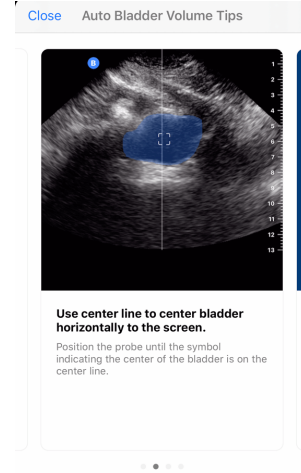 Close Auto Bladder Volume Tips
B
1
2
3
4
5
6
7
8
9
10
11
12
13
Use center line to center bladder
horizontally to the screen.
Position the probe until the symbol
indicating the center of the bladder is on the
center line.